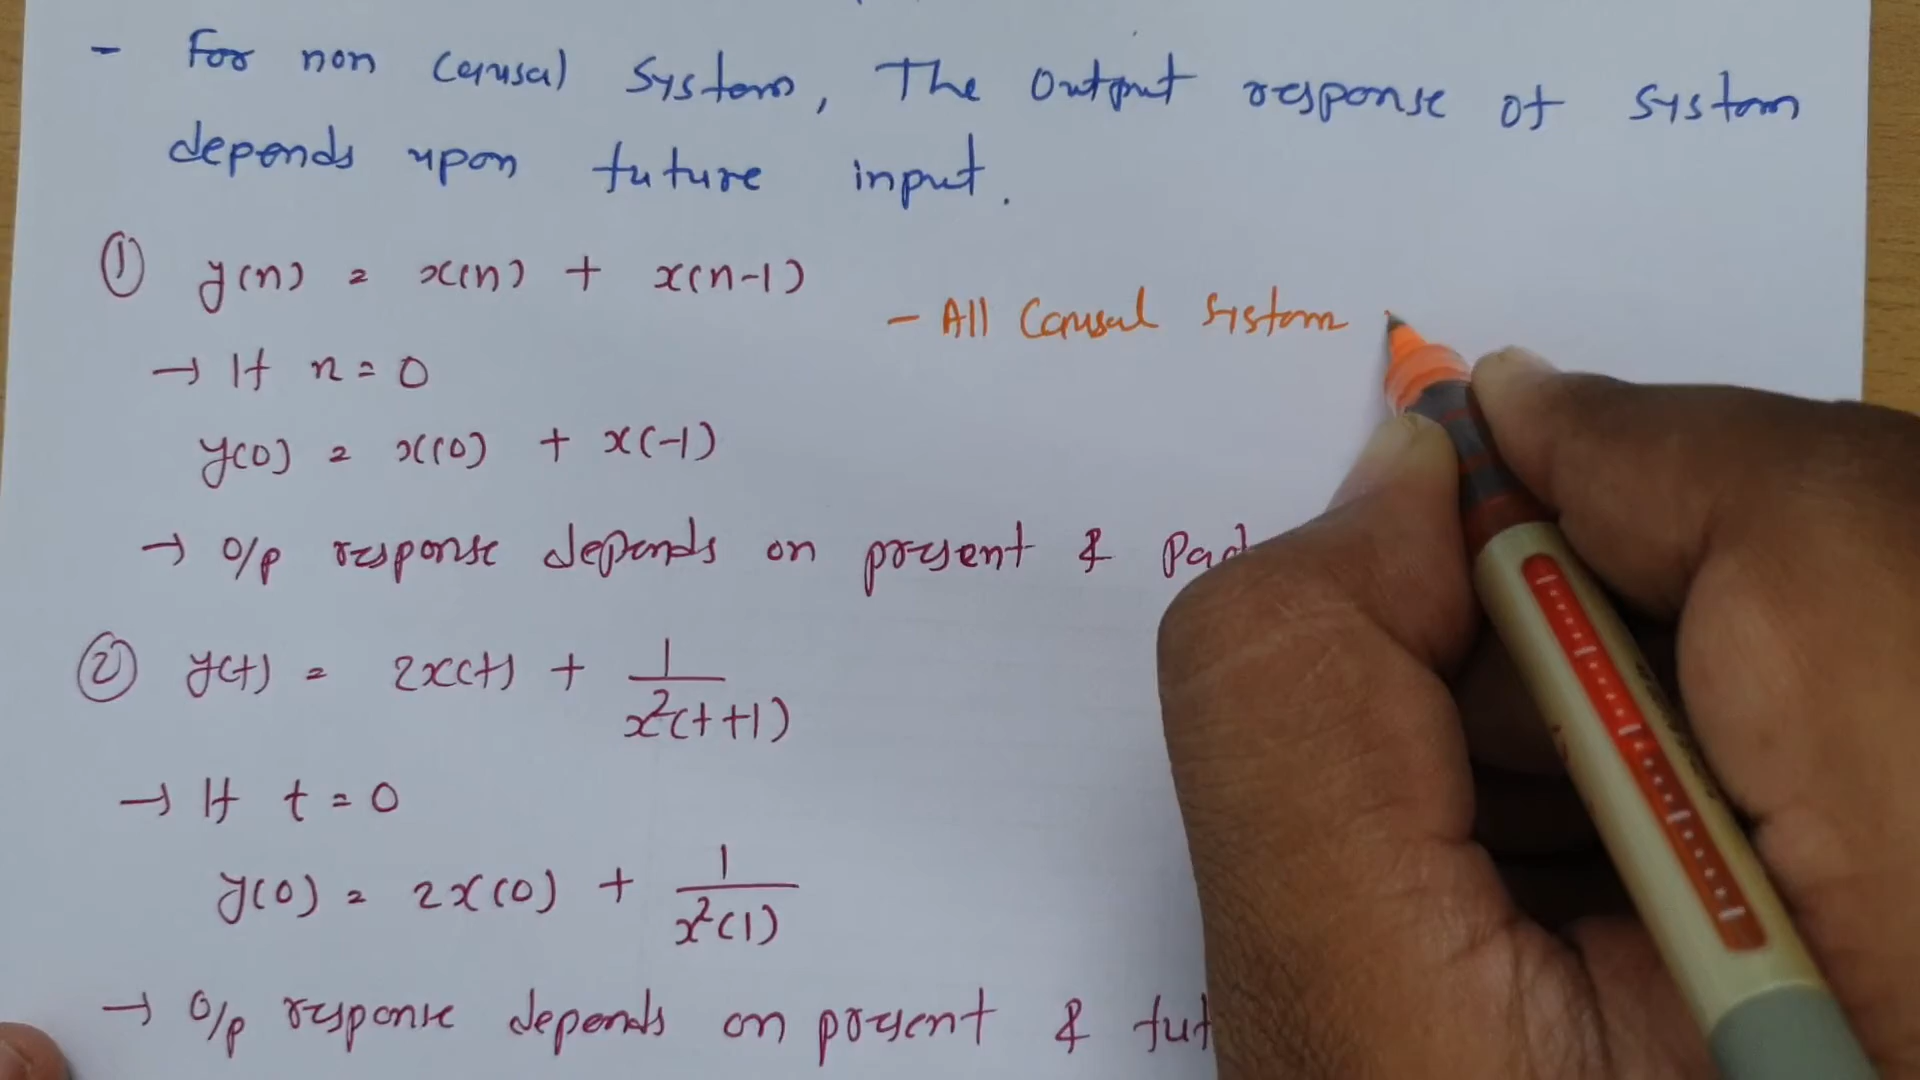 - For non causal system, The output response of system
depends upon future input.
① y(n) = x(n) + x(n-1)
- All causal system
→ If n = 0
y(0) = x(0) + x(-1)
→ o/p response depends on present &
② y(t) = 2x(t) + 1/x²(t+1)
→ If t = 0
y(0) = 2x(0) + 1/x²(1)
→ o/p response depends on present &